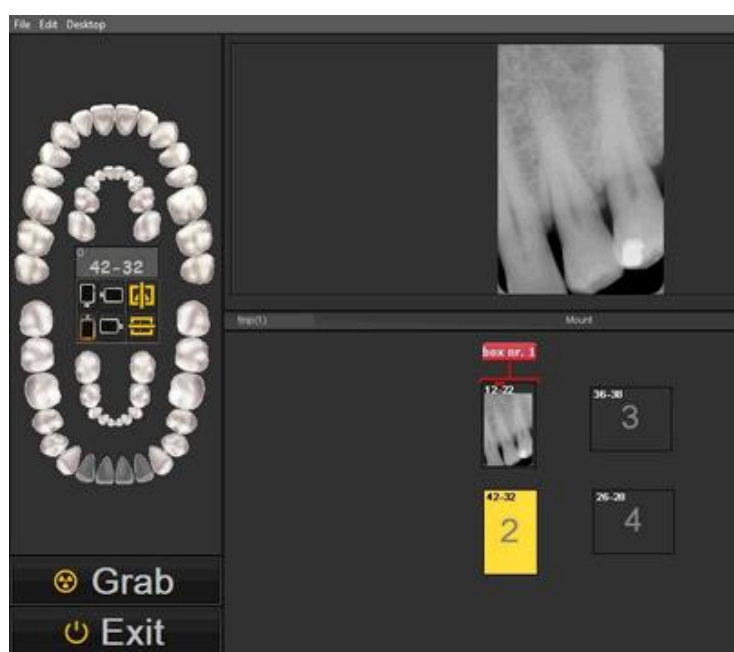 File Edit Desktop
0
42-32
tmp(1)
Mount
box nr. 1
12-22
36-38
3
42-32
2
26-28
4
Grab
Exit